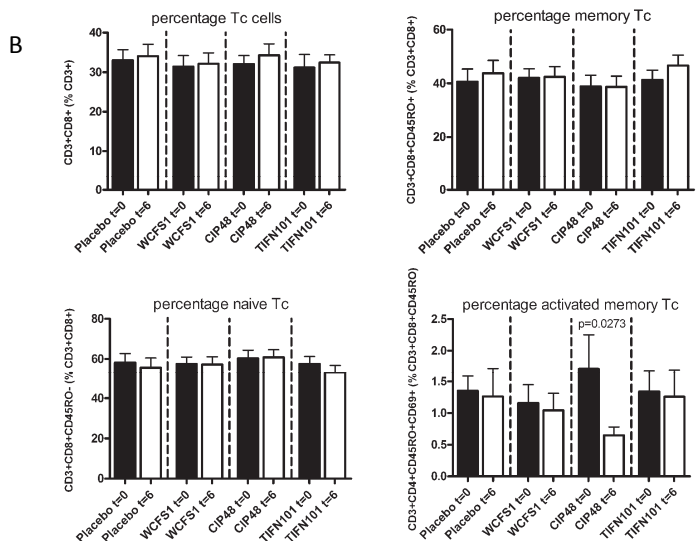 B
percentage Tc cells
CD3+CD8+ (% CD3+)
40
30
20
10
0
Placebo t=0
Placebo t=6
WCFS1 t=0
WCFS1 t=6
CIP48 t=0
CIP48 t=6
TIFN101 t=0
TIFN101 t=6
percentage memory Tc
CD3+CD8+CD45RO+ (% CD3+CD8+)
60
40
20
0
Placebo t=0
Placebo t=6
WCFS1 t=0
WCFS1 t=6
CIP48 t=0
CIP48 t=6
TIFN101 t=0
TIFN101 t=6
percentage naive Tc
CD3+CD8+CD45RO- (% CD3+CD8+)
80
60
40
20
0
Placebo t=0
Placebo t=6
WCFS1 t=0
WCFS1 t=6
CIP48 t=0
CIP48 t=6
TIFN101 t=0
TIFN101 t=6
percentage activated memory Tc
CD3+CD4+CD45RO+CD69+ (% CD3+CD8+CD45RO)
p=0.0273
2.5
2.0
1.5
1.0
0.5
0.0
Placebo t=0
Placebo t=6
WCFS1 t=0
WCFS1 t=6
CIP48 t=0
CIP48 t=6
TIFN101 t=0
TIFN101 t=6